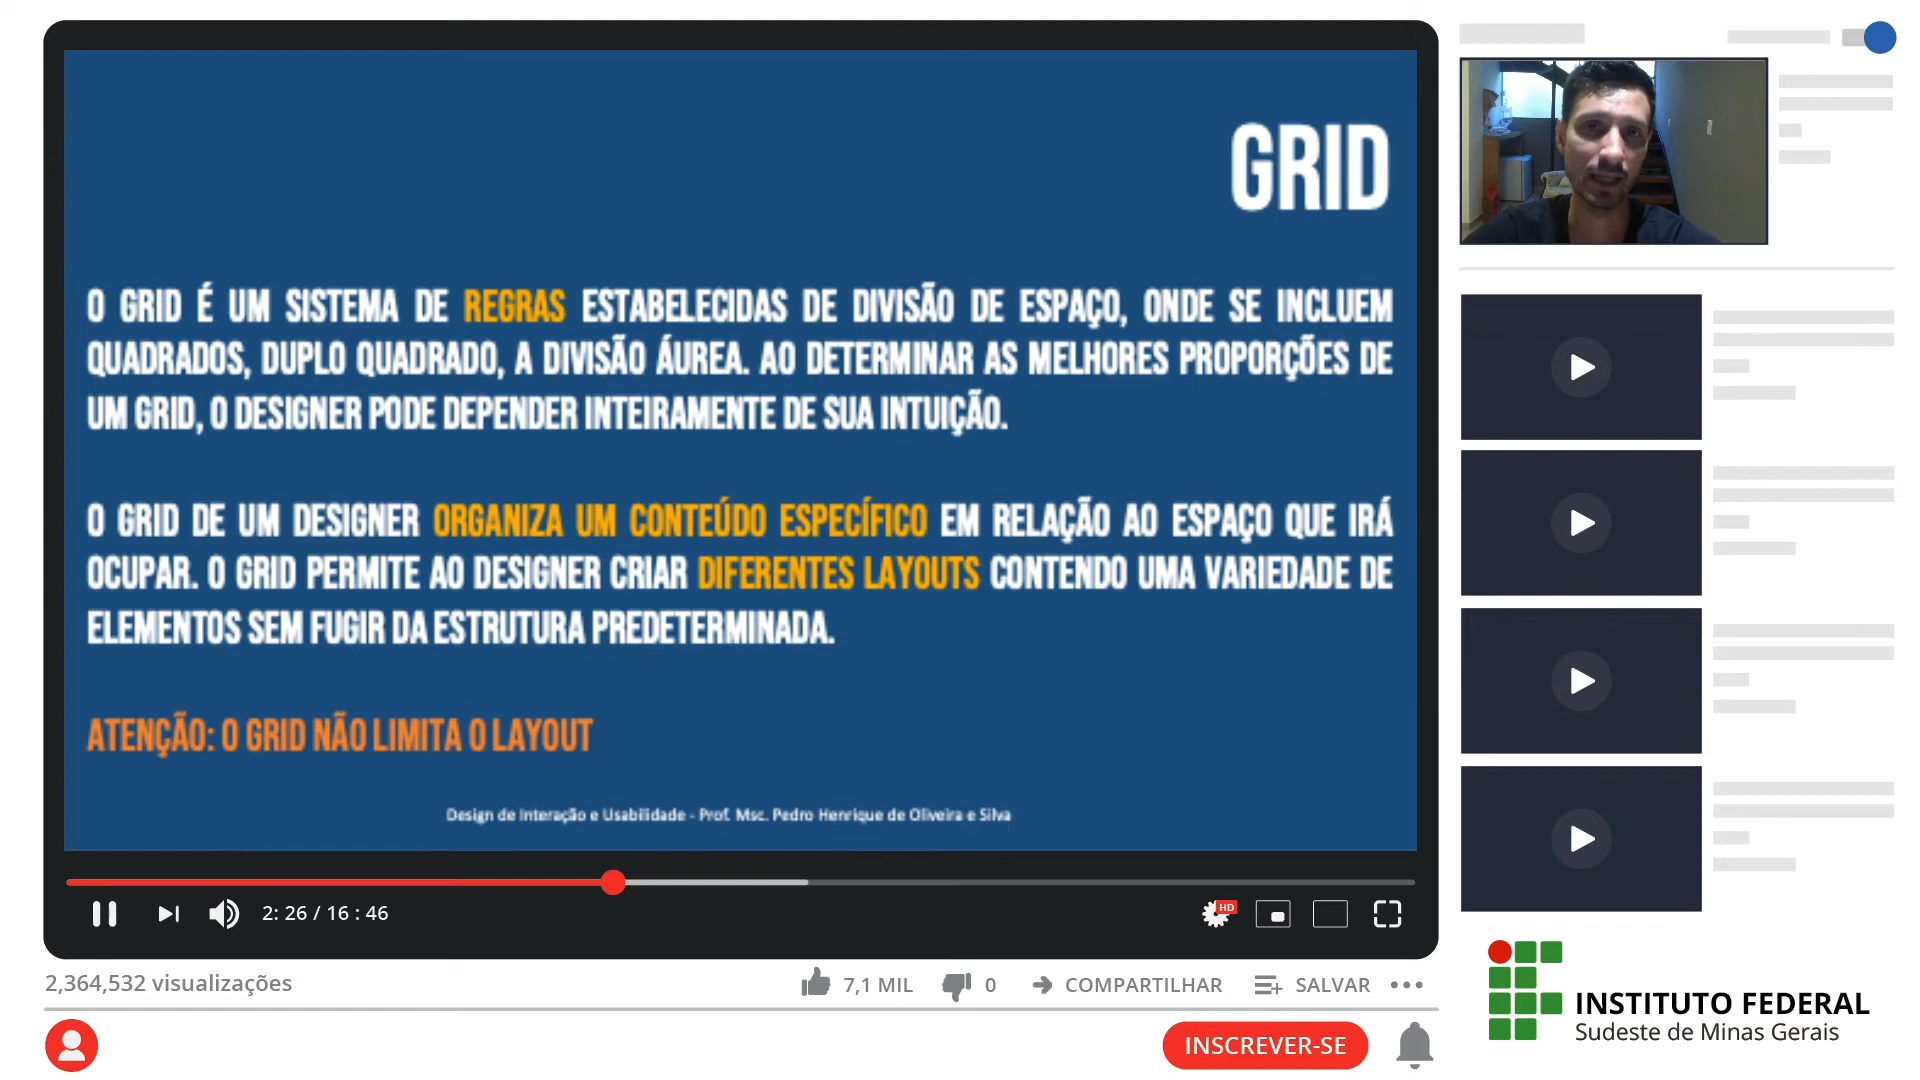 GRID
O GRID É UM SISTEMA DE REGRAS ESTABELECIDAS DE DIVISÃO DE ESPAÇO, ONDE SE INCLUEM
QUADRADOS, DUPLO QUADRADO, A DIVISÃO ÁUREA. AO DETERMINAR AS MELHORES PROPORÇÕES DE
UM GRID, O DESIGNER PODE DEPENDER INTEIRAMENTE DE SUA INTUIÇÃO.
O GRID DE UM DESIGNER ORGANIZA UM CONTEÚDO ESPECÍFICO EM RELAÇÃO AO ESPAÇO QUE IRÁ
OCUPAR. O GRID PERMITE AO DESIGNER CRIAR DIFERENTES LAYOUTS CONTENDO UMA VARIEDADE DE
ELEMENTOS SEM FUGIR DA ESTRUTURA PREDETERMINADA.
ATENÇÃO: O GRID NÃO LIMITA O LAYOUT
Design de Interação e Usabilidade - Prof. Msc. Pedro Henrique de Oliveira e Silva
2: 26 / 16 : 46
HD
2,364,532 visualizações
7,1 MIL
0
COMPARTILHAR
SALVAR
INSCREVER-SE
INSTITUTO FEDERAL
Sudeste de Minas Gerais